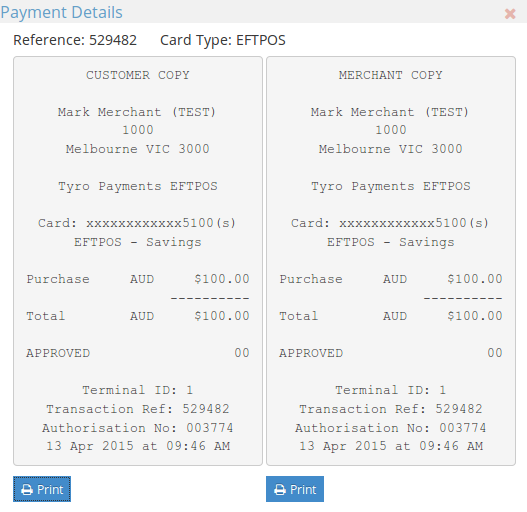 Payment Details
Reference: 529482 Card Type: EFTPOS
CUSTOMER COPY
Mark Merchant (TEST)
1000
Melbourne VIC 3000
Tyro Payments EFTPOS
Card: xxxxxxxxxxxx5100(s)
EFTPOS - Savings
Purchase AUD $100.00
----------
Total AUD $100.00
APPROVED 00
Terminal ID: 1
Transaction Ref: 529482
Authorisation No: 003774
13 Apr 2015 at 09:46 AM
Print
MERCHANT COPY
Mark Merchant (TEST)
1000
Melbourne VIC 3000
Tyro Payments EFTPOS
Card: xxxxxxxxxxxx5100(s)
EFTPOS - Savings
Purchase AUD $100.00
----------
Total AUD $100.00
APPROVED 00
Terminal ID: 1
Transaction Ref: 529482
Authorisation No: 003774
13 Apr 2015 at 09:46 AM
Print